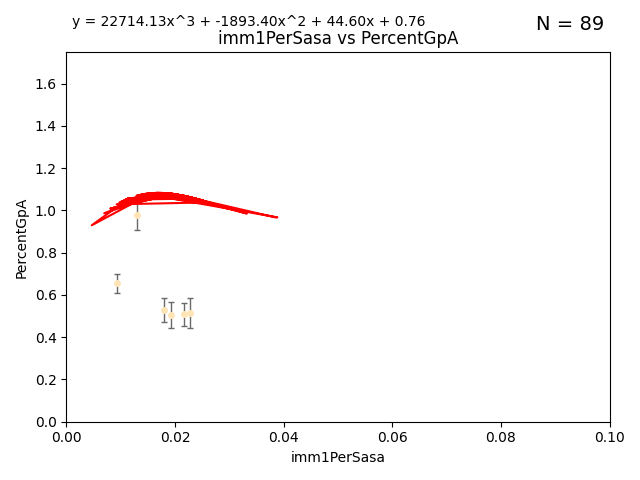 y = 22714.13x^3 + -1893.40x^2 + 44.60x + 0.76
N = 89
imm1PerSasa vs PercentGpA
PercentGpA
1.6
1.4
1.2
1.0
0.8
0.6
0.4
0.2
0.0
0.00 0.02 0.04 0.06 0.08 0.10
imm1PerSasa